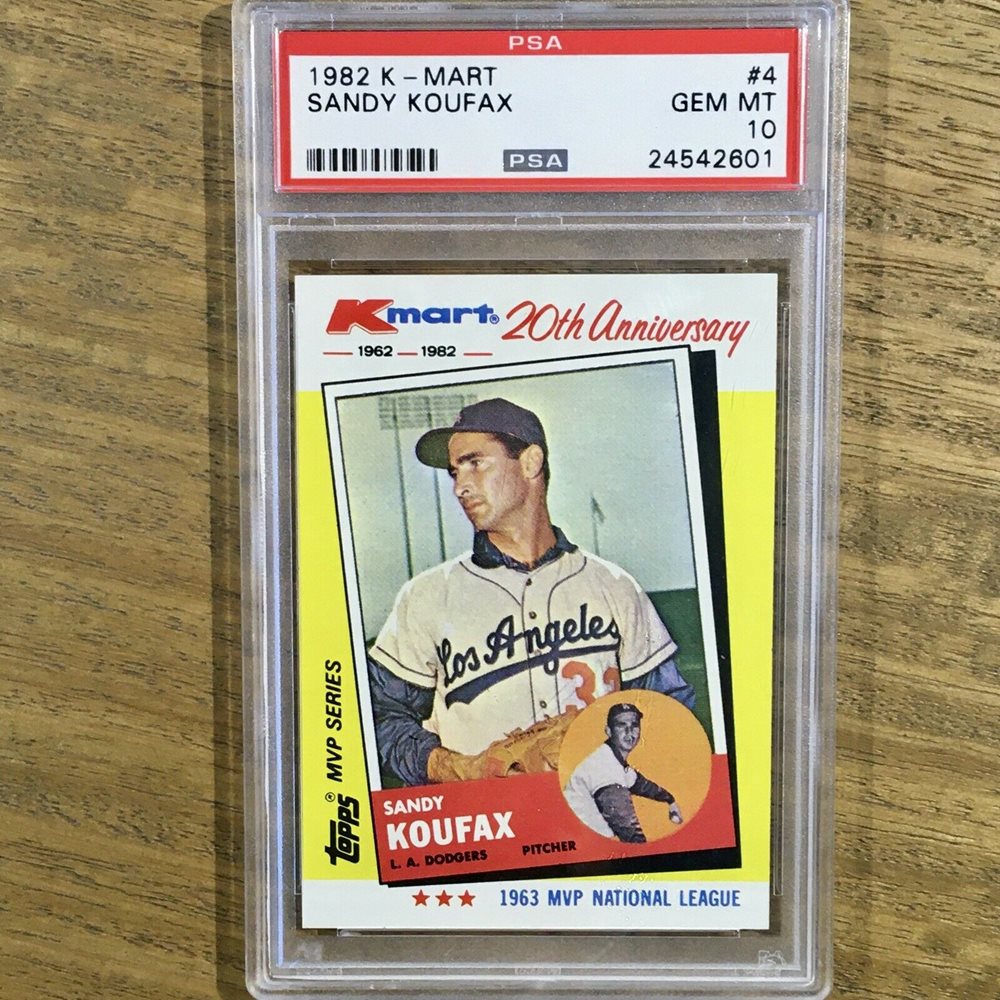 PSA
1982 K-MART #4
SANDY KOUFAX GEM MT
10
PSA 24542601
Kmart® 20th Anniversary
1962 — 1982
Los Angeles
3
TOPPS® MVP SERIES
SANDY
KOUFAX
L. A. DODGERS PITCHER
★★★ 1963 MVP NATIONAL LEAGUE